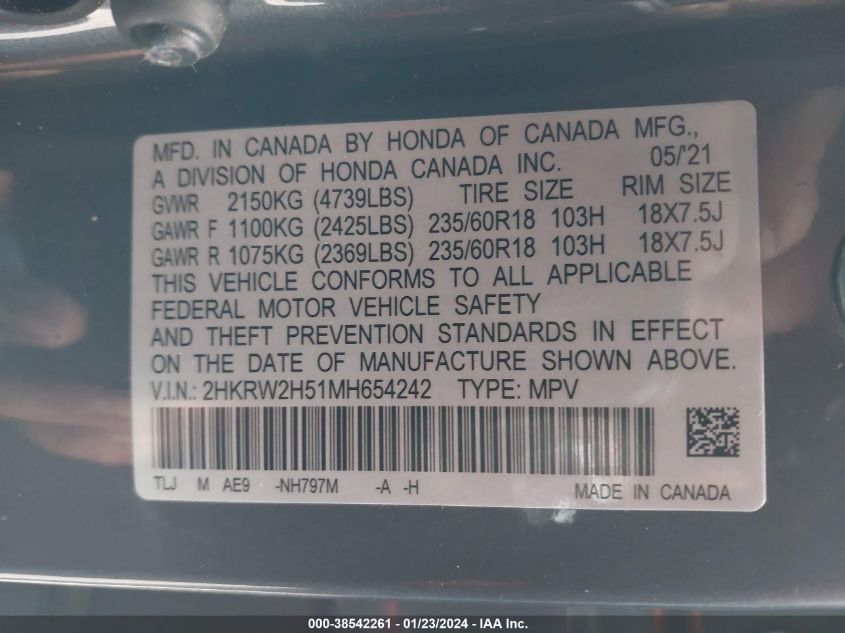 MFD. IN CANADA BY HONDA OF CANADA MFG.,
A DIVISION OF HONDA CANADA INC. 05/'21
GVWR 2150KG (4739LBS) TIRE SIZE RIM SIZE
GAWR F 1100KG (2425LBS) 235/60R18 103H 18X7.5J
GAWR R 1075KG (2369LBS) 235/60R18 103H 18X7.5J
THIS VEHICLE CONFORMS TO ALL APPLICABLE
FEDERAL MOTOR VEHICLE SAFETY
AND THEFT PREVENTION STANDARDS IN EFFECT
ON THE DATE OF MANUFACTURE SHOWN ABOVE.
V.I.N.: 2HKRW2H51MH654242 TYPE: MPV
TLJ M AE9 -NH797M -A -H MADE IN CANADA
000-38542261 - 01/23/2024 - IAA Inc.